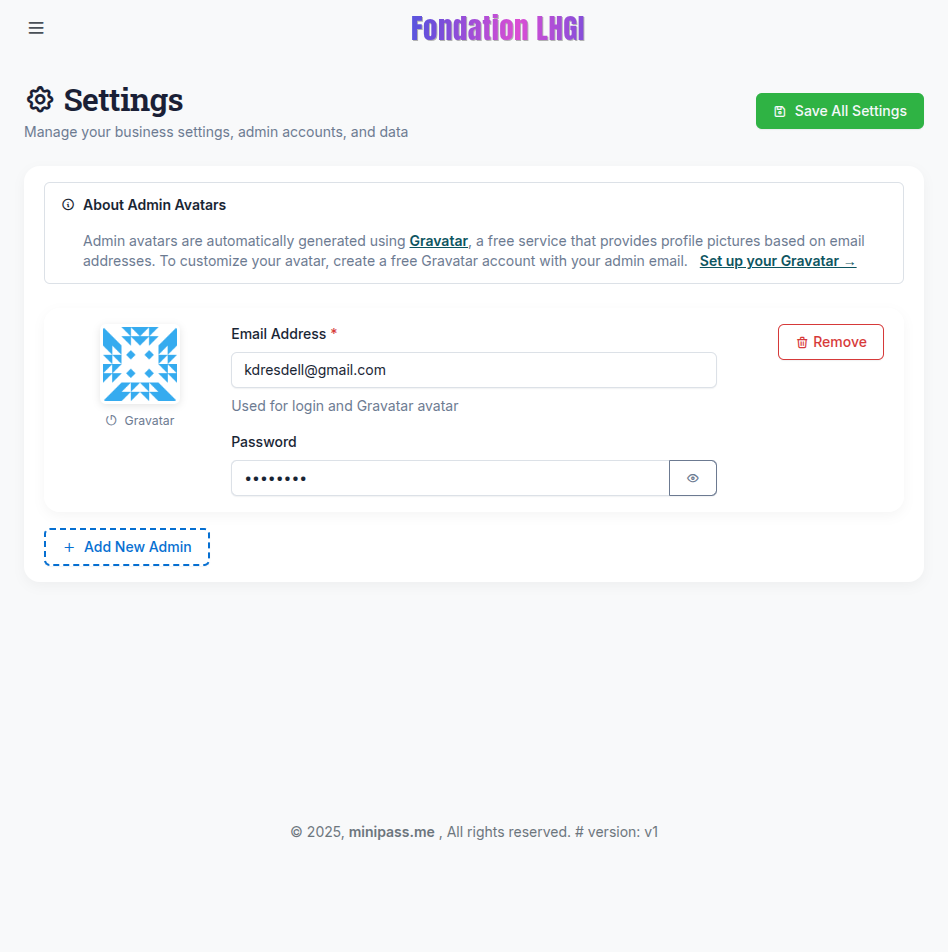 Fondation LHGI
Settings
Manage your business settings, admin accounts, and data
Save All Settings
About Admin Avatars
Admin avatars are automatically generated using Gravatar, a free service that provides profile pictures based on email
addresses. To customize your avatar, create a free Gravatar account with your admin email. Set up your Gravatar →
Email Address *
Remove
kdresdell@gmail.com
Used for login and Gravatar avatar
Gravatar
Password
••••••••
+ Add New Admin
© 2025, minipass.me , All rights reserved. # version: v1